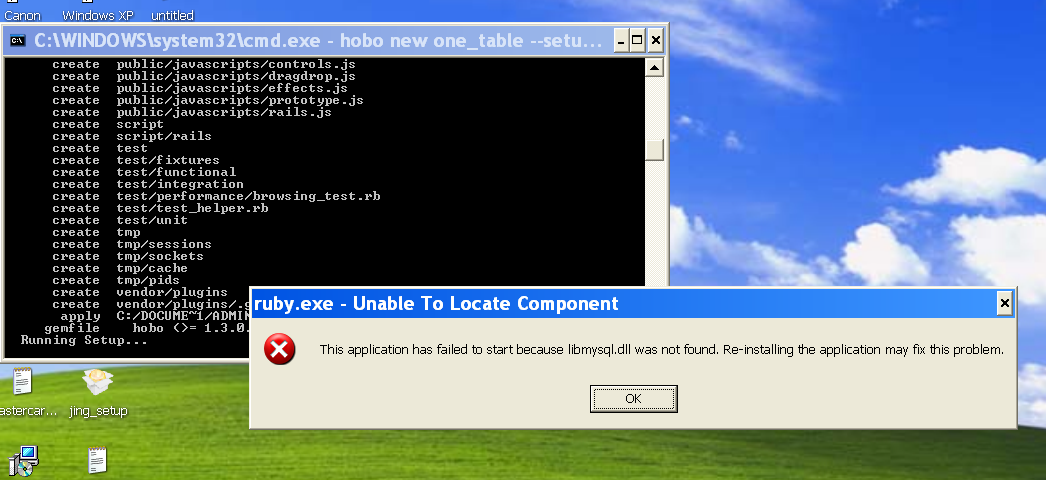 Canon
Windows XP
untitled
C:\WINDOWS\system32\cmd.exe - hobo new one_table --setu...
create public/javascripts/controls.js
create public/javascripts/dragdrop.js
create public/javascripts/effects.js
create public/javascripts/prototype.js
create public/javascripts/rails.js
create script
create script/rails
create test
create test/fixtures
create test/functional
create test/integration
create test/performance/browsing_test.rb
create test/test_helper.rb
create test/unit
create tmp
create tmp/sessions
create tmp/sockets
create tmp/cache
create tmp/pids
create vendor/plugins
create vendor/plugins/.g
apply C:/DOCUME~1/ADMIN
gemfile hobo (>= 1.3.0.
Running Setup...
ruby.exe - Unable To Locate Component
This application has failed to start because libmysql.dll was not found. Re-installing the application may fix this problem.
OK
astercar...
jing_setup